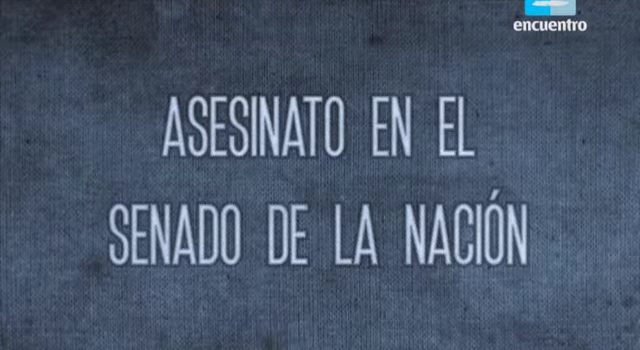 encuentro
ASESINATO EN EL
SENADO DE LA NACIÓN